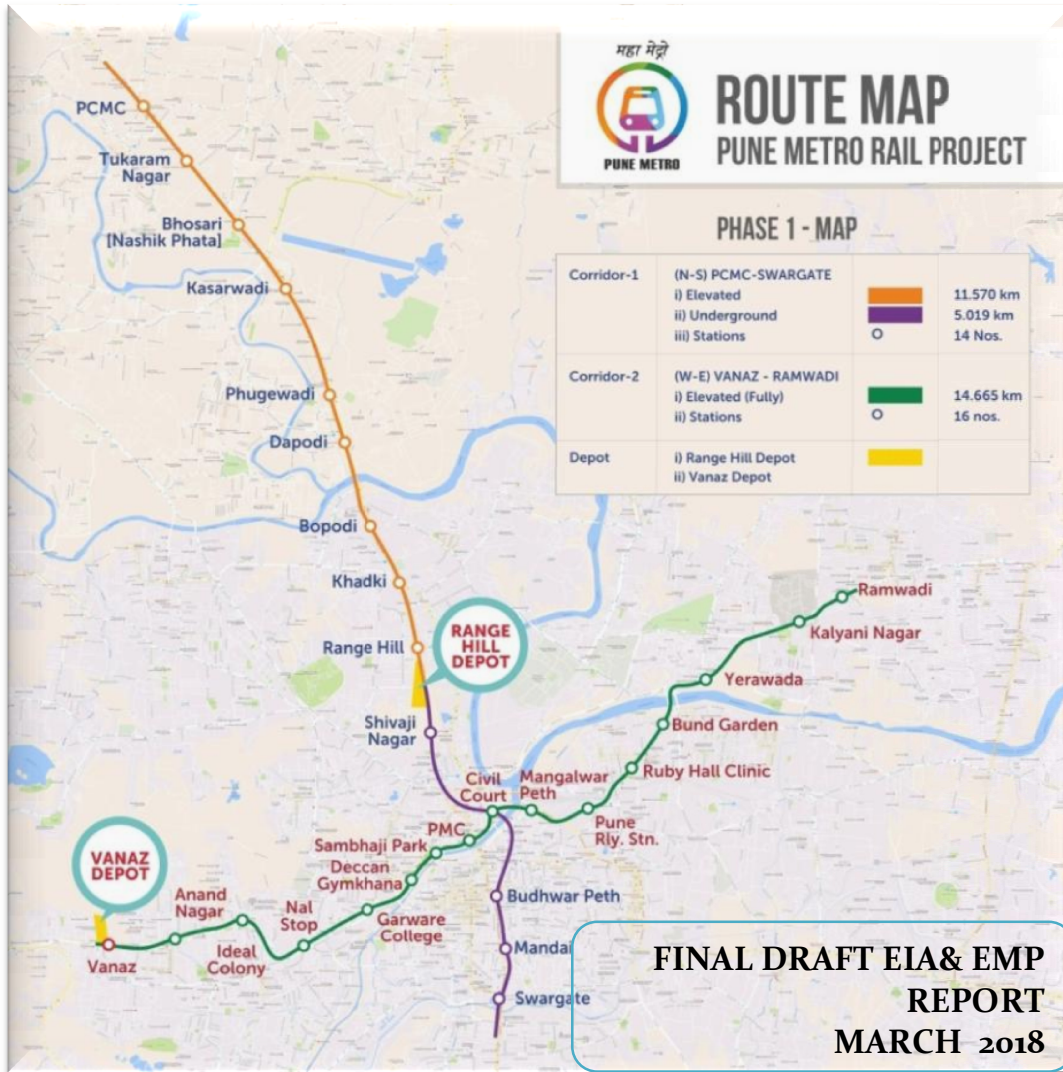 महा मेट्रो
PUNE METRO
ROUTE MAP
PUNE METRO RAIL PROJECT
PHASE 1 - MAP
Corridor-1 (N-S) PCMC-SWARGATE
i) Elevated 11.570 km
ii) Underground 5.019 km
iii) Stations 14 Nos.
Corridor-2 (W-E) VANAZ - RAMWADI
i) Elevated (Fully) 14.665 km
ii) Stations 16 nos.
Depot i) Range Hill Depot
ii) Vanaz Depot
PCMC
Tukaram
Nagar
Bhosari
[Nashik Phata]
Kasarwadi
Phugewadi
Dapodi
Bopodi
Khadki
Range Hill
RANGE
HILL
DEPOT
Shivaji
Nagar
Ramwadi
Kalyani Nagar
Yerawada
Bund Garden
Ruby Hall Clinic
Pune
Rly. Stn.
Mangalwar
Peth
Civil
Court
PMC
Sambhaji Park
Deccan
Gymkhana
Garware
College
Nal
Stop
Ideal
Colony
Anand
Nagar
VANAZ
DEPOT
Vanaz
Budhwar Peth
Mandai
Swargate
FINAL DRAFT EIA& EMP
REPORT
MARCH 2018